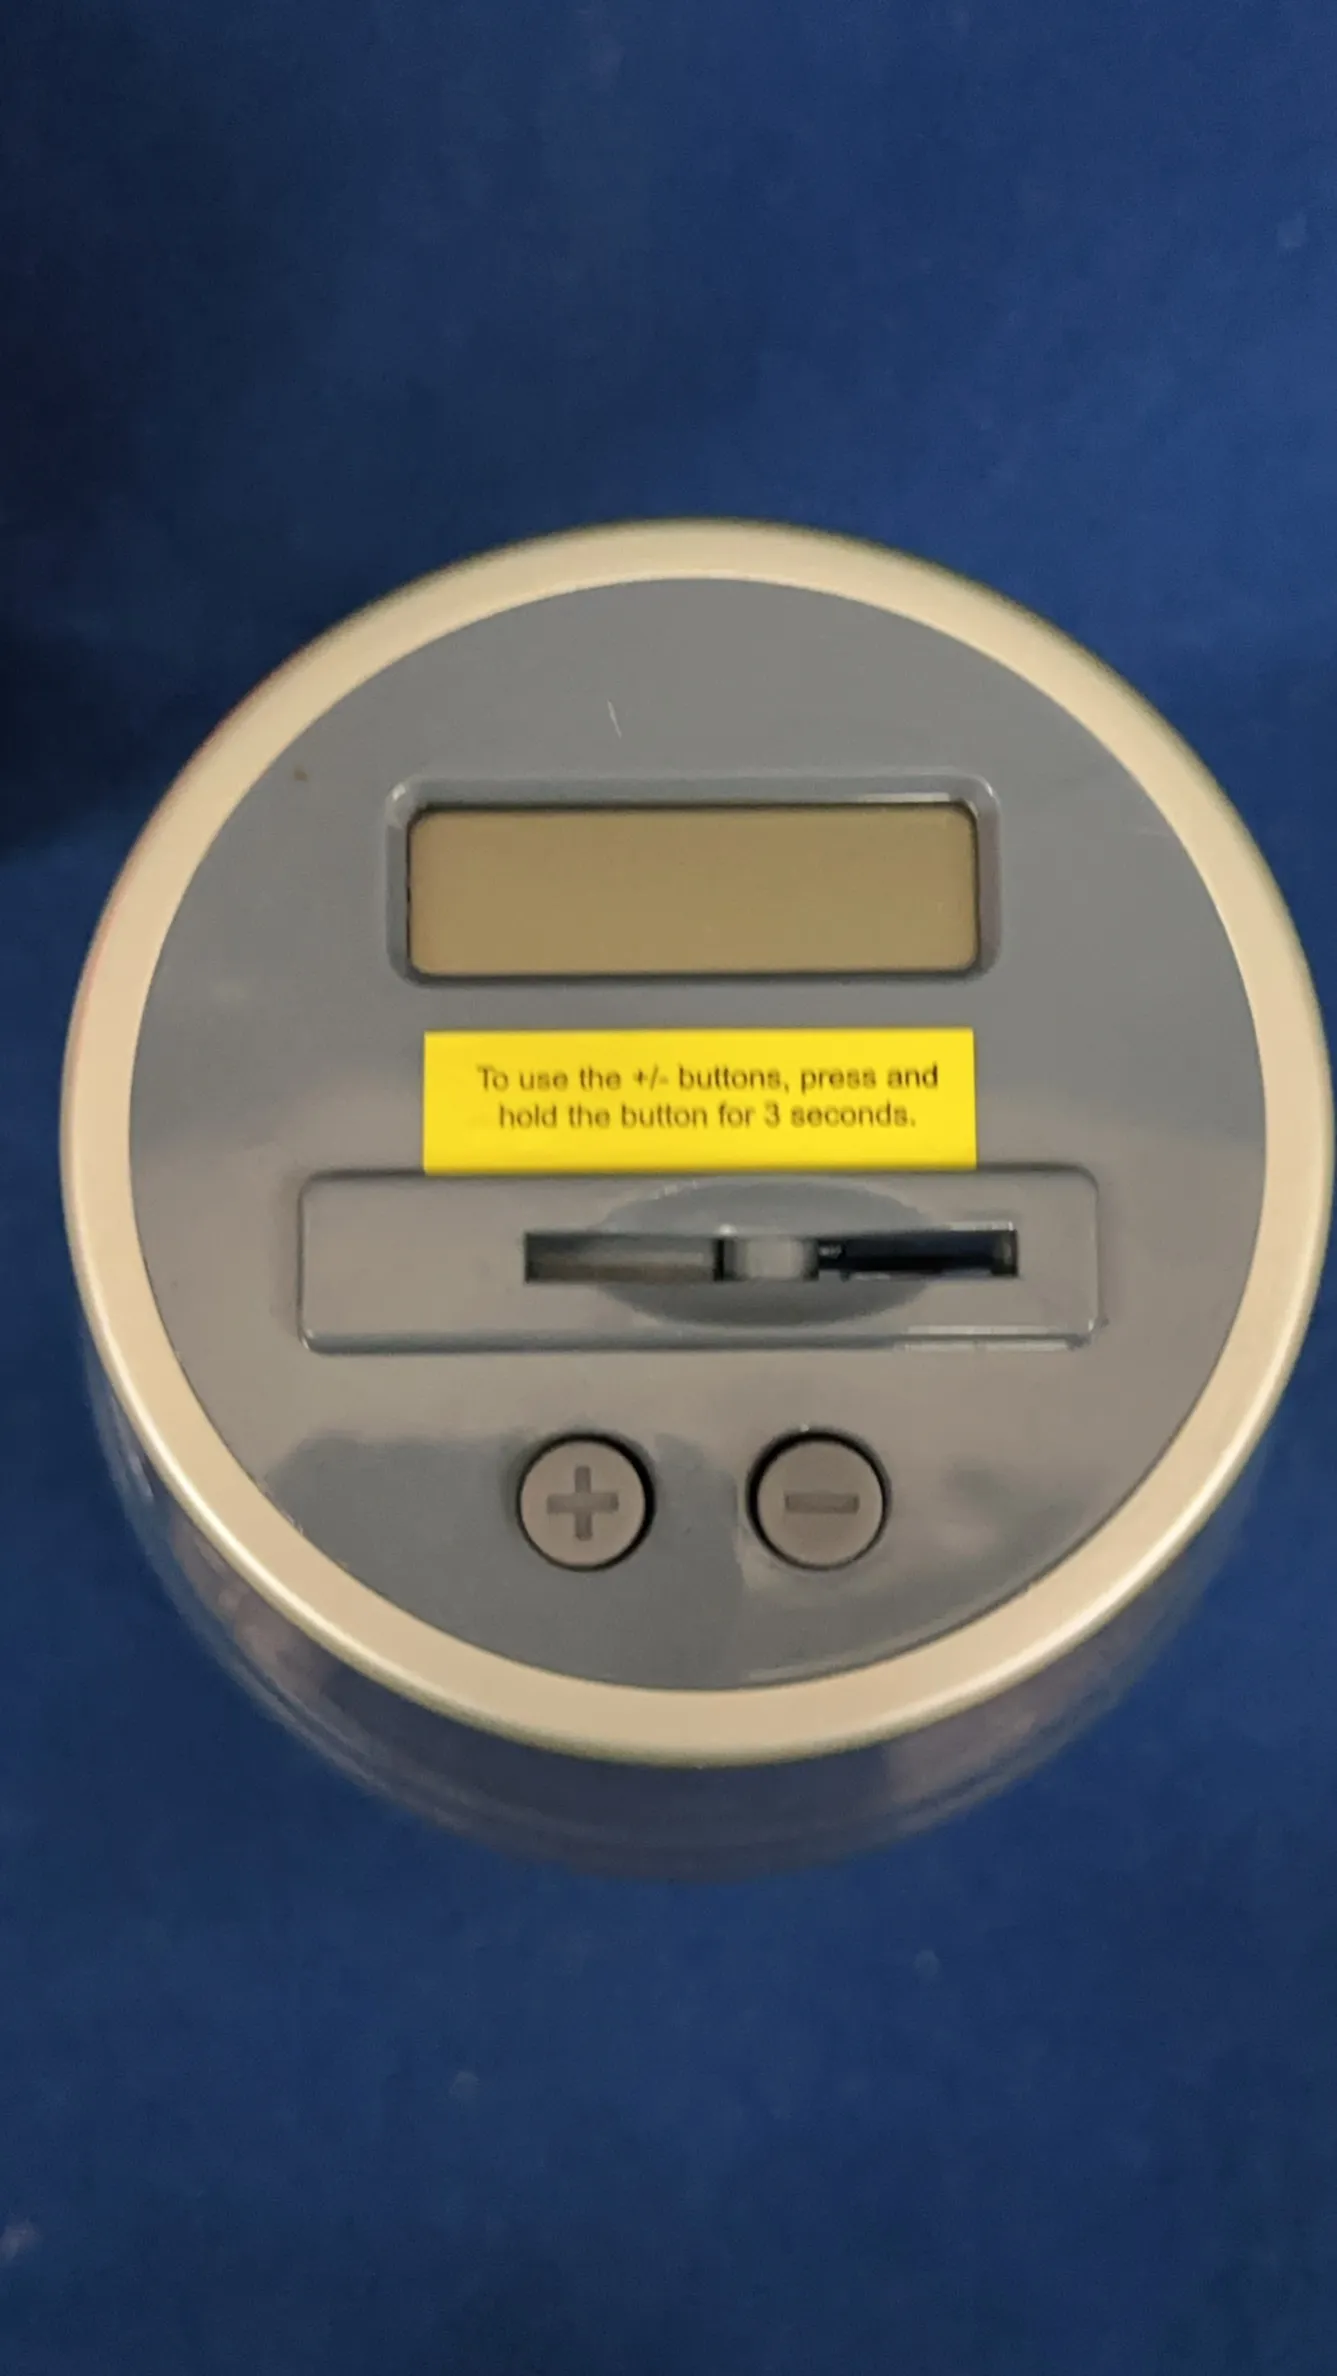 To use the +/- buttons, press and
hold the button for 3 seconds.